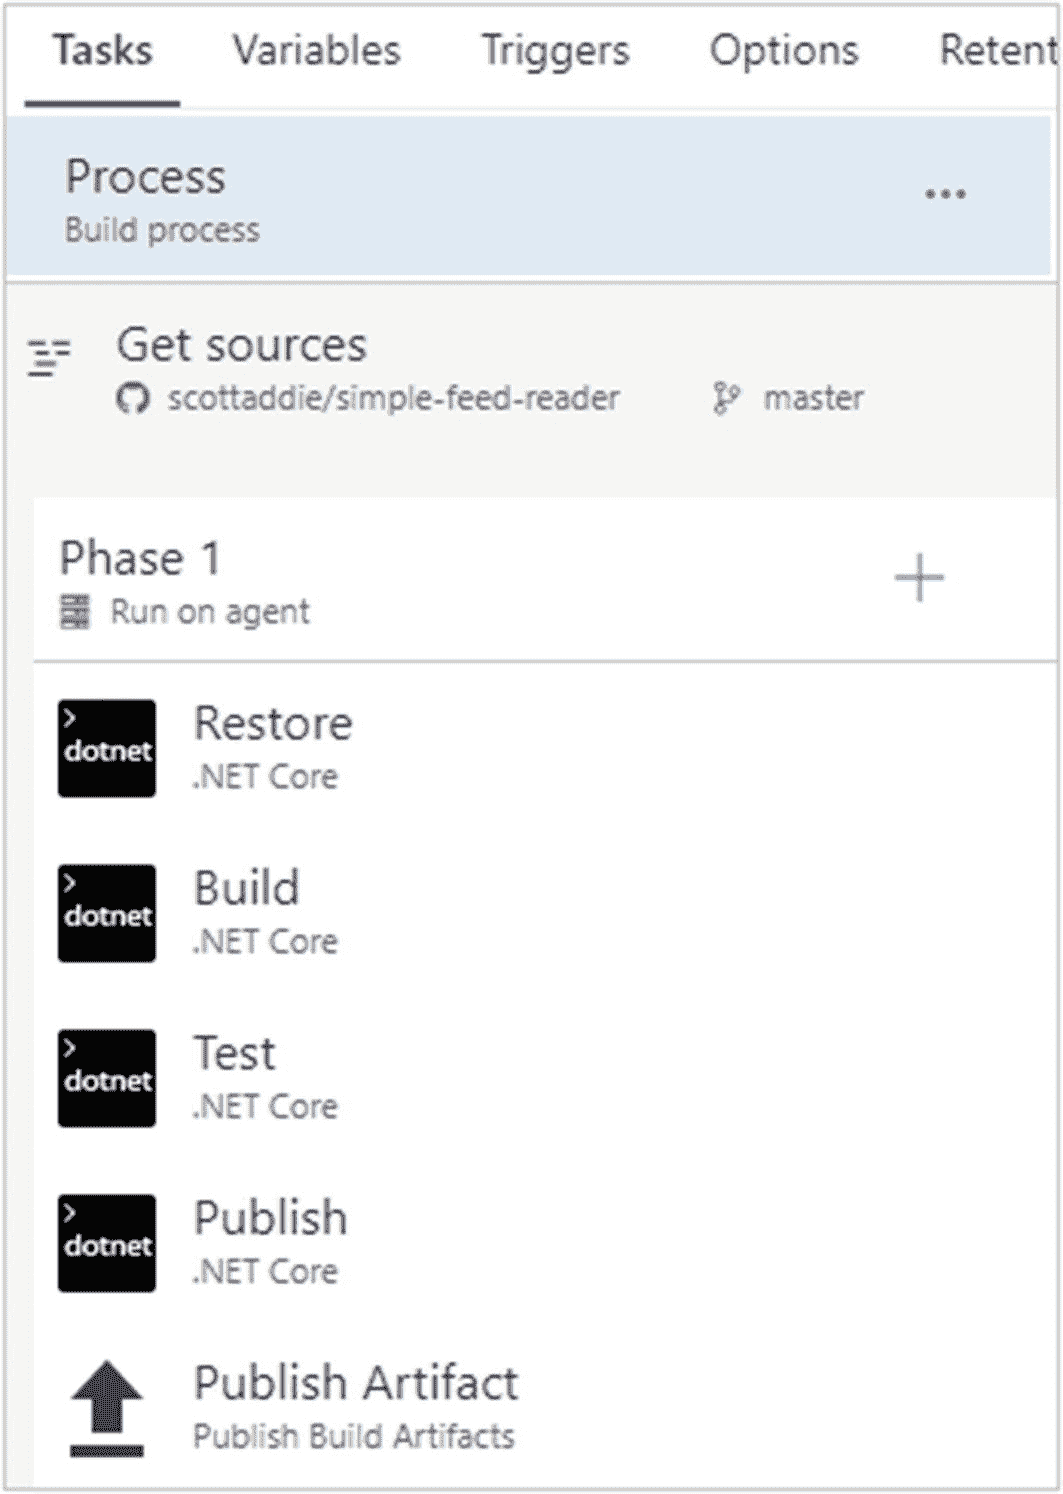 Tasks Variables Triggers Options Retent
Process
...
Build process
Get sources
scottaddie/simple-feed-reader master
Phase 1
Run on agent
> dotnet
Restore
.NET Core
> dotnet
Build
.NET Core
> dotnet
Test
.NET Core
> dotnet
Publish
.NET Core
Publish Artifact
Publish Build Artifacts